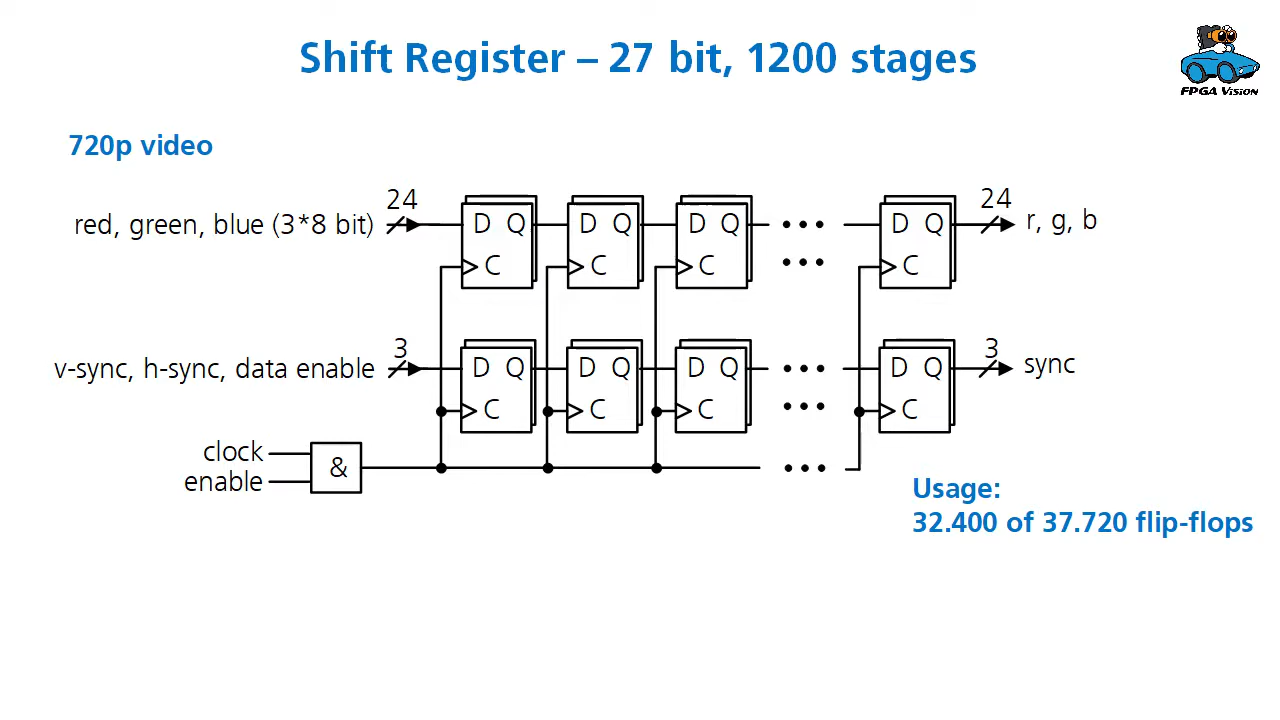 Shift Register – 27 bit, 1200 stages
FPGA Vision
720p video
red, green, blue (3*8 bit)
24
D Q
C
D Q
C
D Q
C
D Q
C
24
r, g, b
v-sync, h-sync, data enable
3
D Q
C
D Q
C
D Q
C
D Q
C
3
sync
clock
enable
&
Usage:
32.400 of 37.720 flip-flops